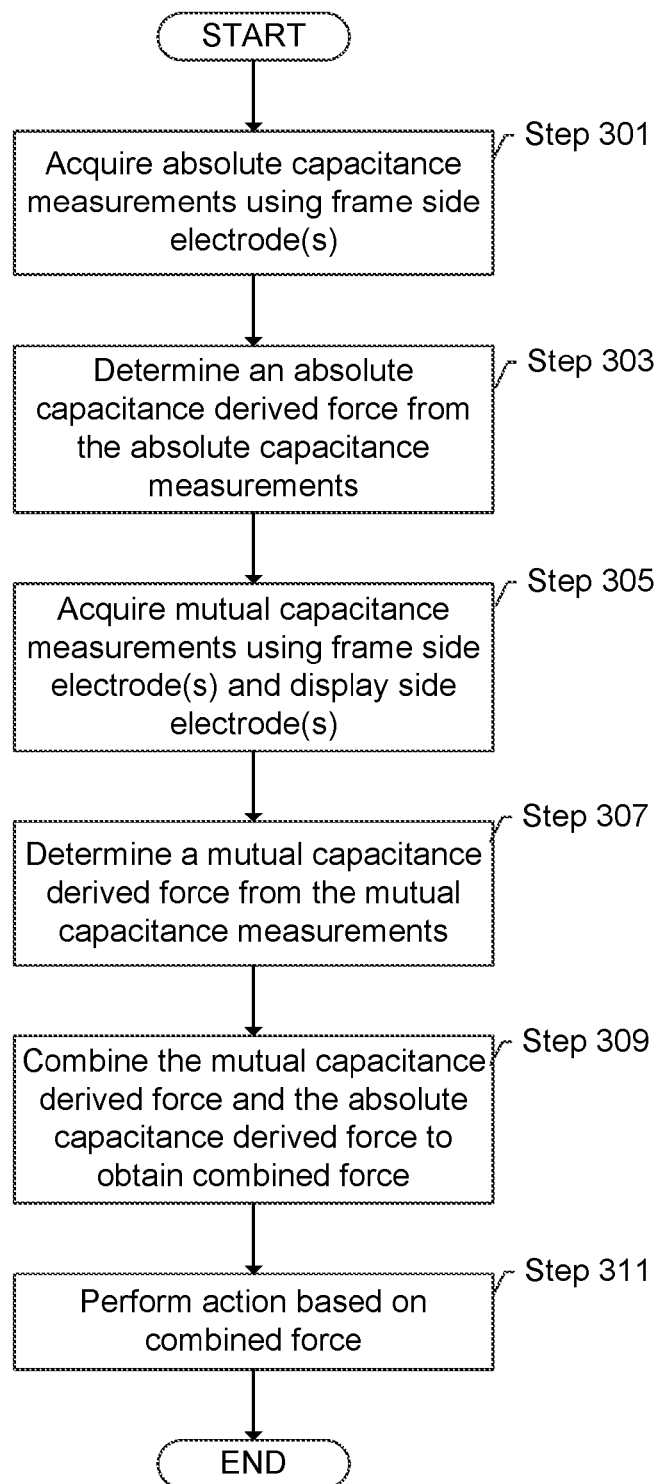 START
Step 301
Acquire absolute capacitance
measurements using frame side
electrode(s)
Step 303
Determine an absolute
capacitance derived force from
the absolute capacitance
measurements
Step 305
Acquire mutual capacitance
measurements using frame side
electrode(s) and display side
electrode(s)
Step 307
Determine a mutual capacitance
derived force from the mutual
capacitance measurements
Step 309
Combine the mutual capacitance
derived force and the absolute
capacitance derived force to
obtain combined force
Step 311
Perform action based on
combined force
END